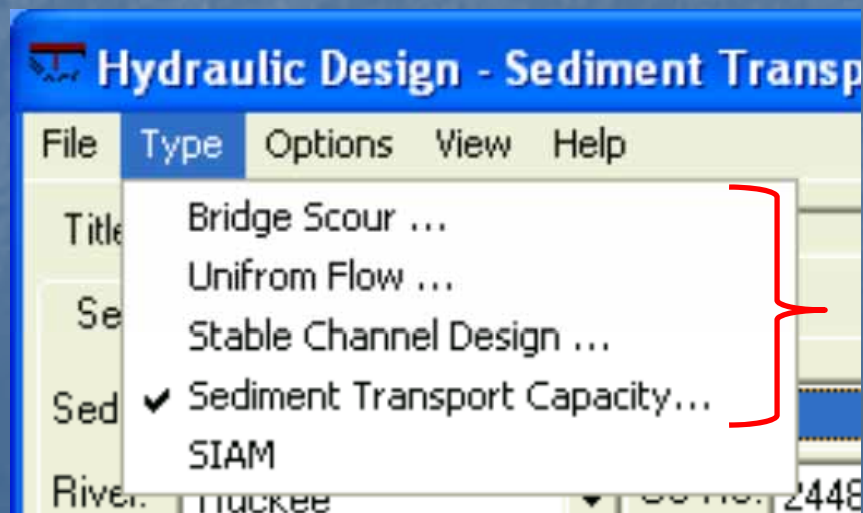 Hydraulic Design - Sediment Transp
File Type Options View Help
Title
Bridge Scour ...
Unifrom Flow ...
Se
Stable Channel Design ...
Sed
Sediment Transport Capacity...
SIAM
River: 2448